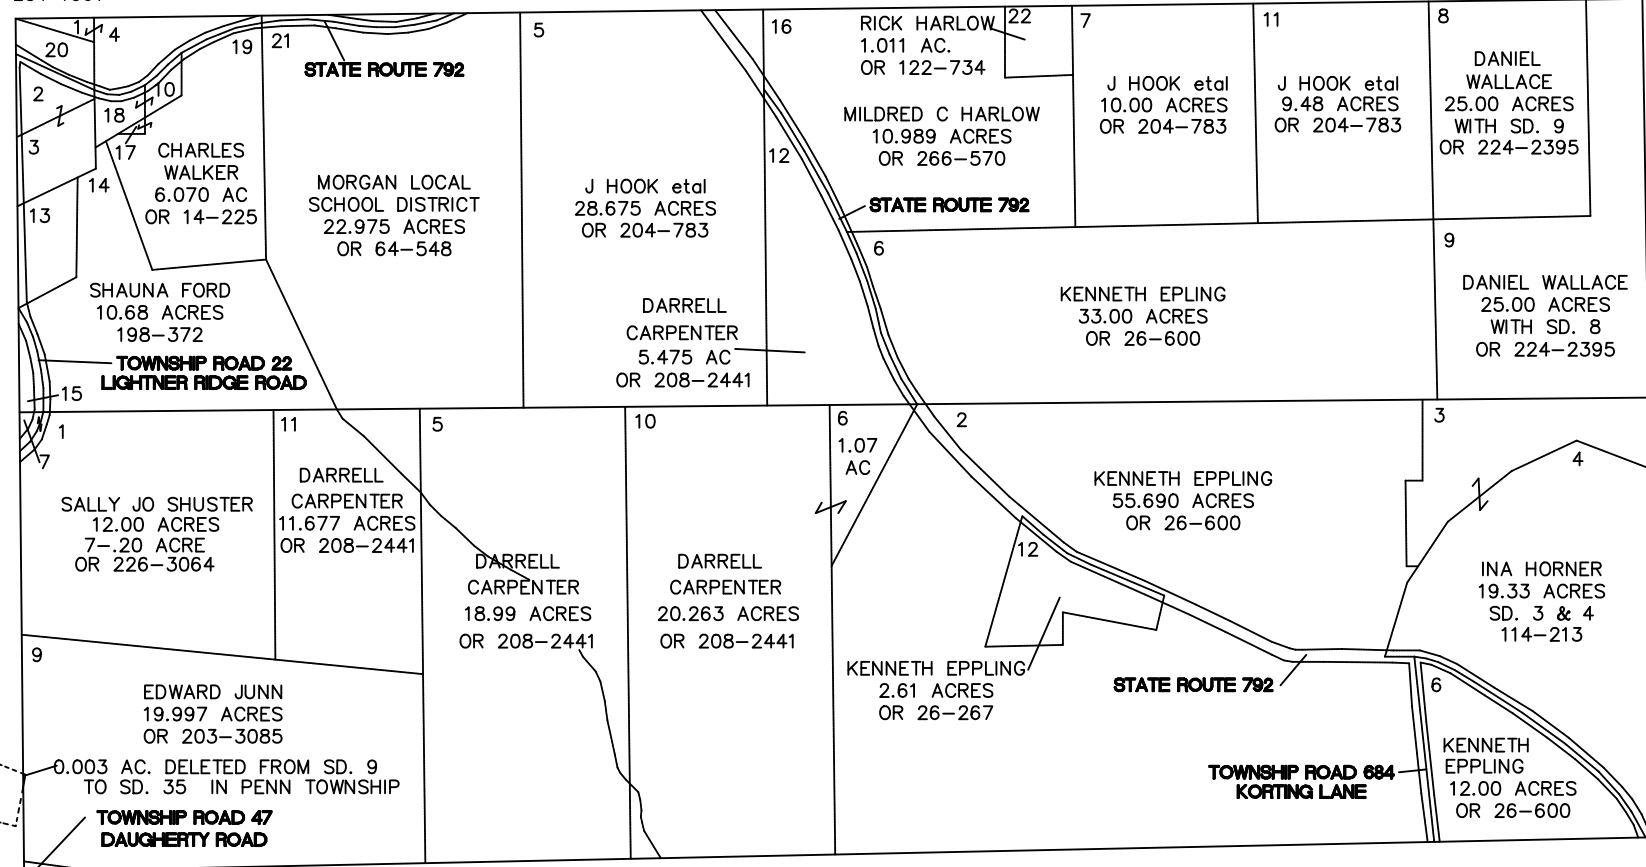 1
4
20
19
21
5
16
RICK HARLOW
1.011 AC.
OR 122-734
22
7
11
8
STATE ROUTE 792
2
10
18
17
3
14
13
CHARLES
WALKER
6.070 AC
OR 14-225
MORGAN LOCAL
SCHOOL DISTRICT
22.975 ACRES
OR 64-548
J HOOK etal
28.675 ACRES
OR 204-783
12
MILDRED C HARLOW
10.989 ACRES
OR 266-570
J HOOK etal
10.00 ACRES
OR 204-783
J HOOK etal
9.48 ACRES
OR 204-783
DANIEL
WALLACE
25.00 ACRES
WITH SD. 9
OR 224-2395
STATE ROUTE 792
6
9
SHAUNA FORD
10.68 ACRES
198-372
TOWNSHIP ROAD 22
LIGHTNER RIDGE ROAD
15
DARRELL
CARPENTER
5.475 AC
OR 208-2441
KENNETH EPLING
33.00 ACRES
OR 26-600
DANIEL WALLACE
25.00 ACRES
WITH SD. 8
OR 224-2395
1
7
11
5
10
6
1.07
AC
2
3
4
SALLY JO SHUSTER
12.00 ACRES
7-.20 ACRE
OR 226-3064
DARRELL
CARPENTER
11.677 ACRES
OR 208-2441
DARRELL
CARPENTER
18.99 ACRES
OR 208-2441
DARRELL
CARPENTER
20.263 ACRES
OR 208-2441
KENNETH EPPLING
55.690 ACRES
OR 26-600
12
INA HORNER
19.33 ACRES
SD. 3 & 4
114-213
9
EDWARD JUNN
19.997 ACRES
OR 203-3085
KENNETH EPPLING
2.61 ACRES
OR 26-267
STATE ROUTE 792
6
0.003 AC. DELETED FROM SD. 9
TO SD. 35 IN PENN TOWNSHIP
TOWNSHIP ROAD 47
DAUGHERTY ROAD
TOWNSHIP ROAD 684
KORTING LANE
KENNETH
EPPLING
12.00 ACRES
OR 26-600